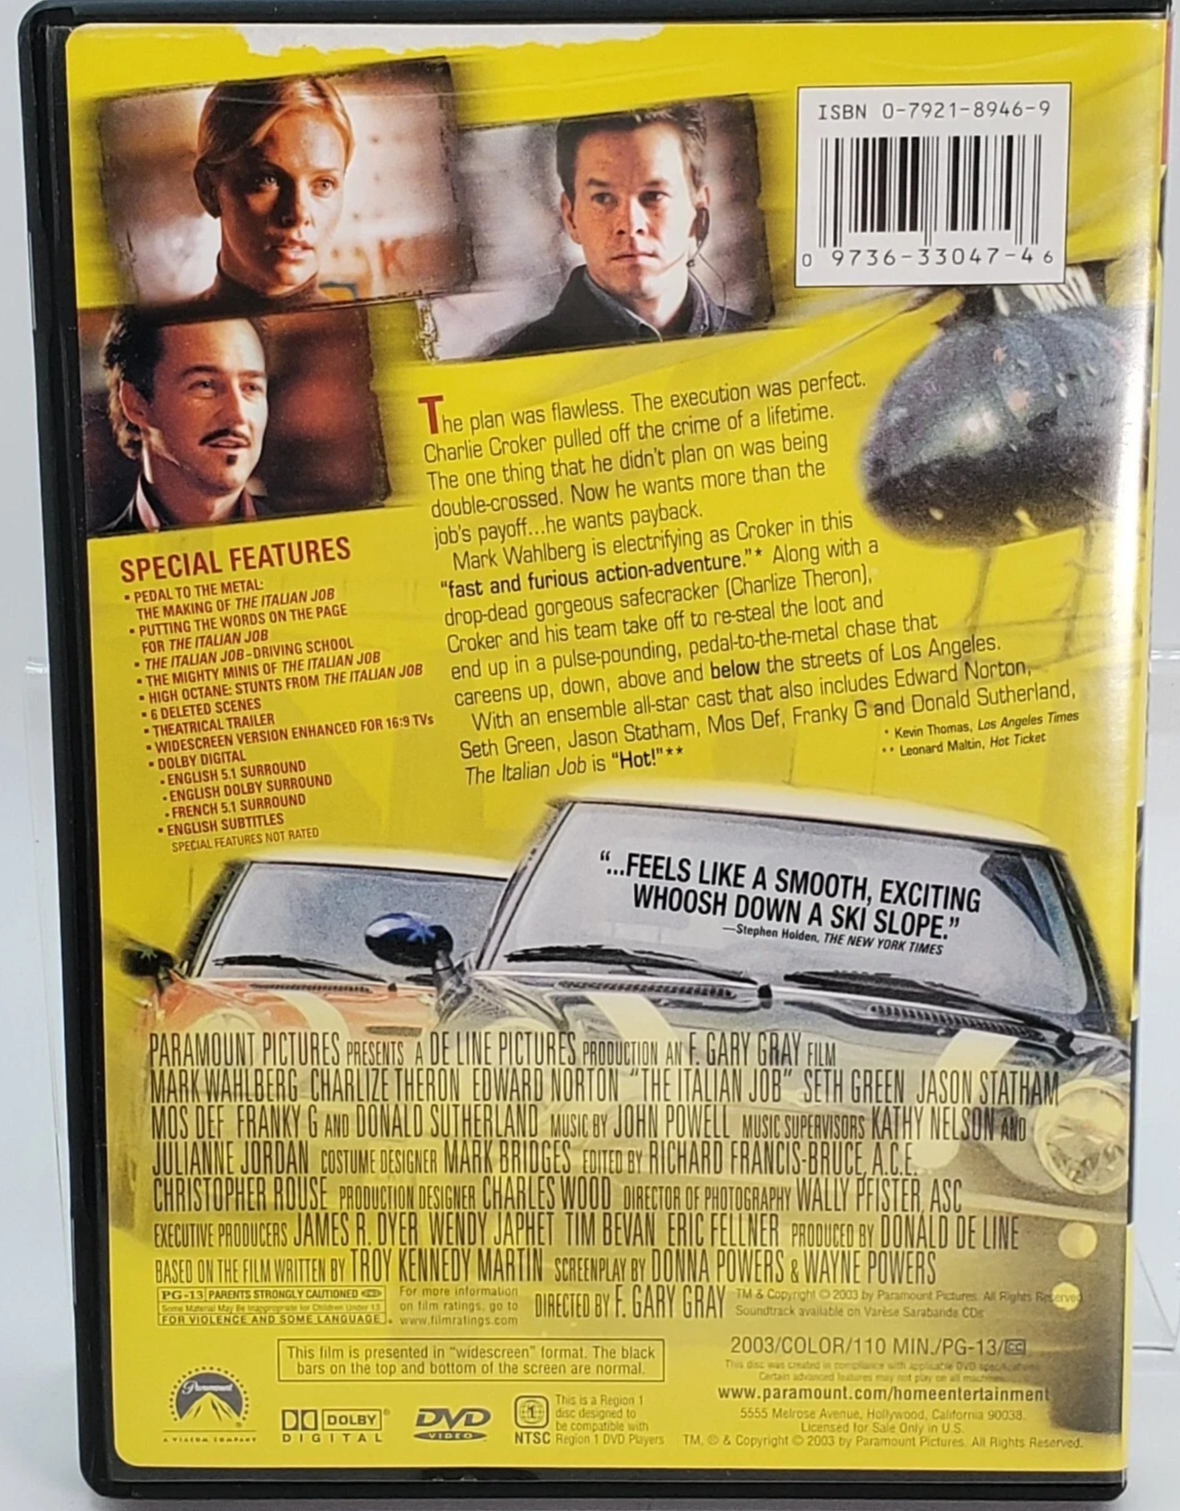 ISBN 0-7921-8946-9
0 9736-33047-4 6
The plan was flawless. The execution was perfect.
Charlie Croker pulled off the crime of a lifetime.
The one thing that he didn't plan on was being
double-crossed. Now he wants more than the
job's payoff...he wants payback.
Mark Wahlberg is electrifying as Croker in this
"fast and furious action-adventure."* Along with a
drop-dead gorgeous safecracker (Charlize Theron),
Croker and his team take off to re-steal the loot and
end up in a pulse-pounding, pedal-to-the-metal chase that
careens up, down, above and below the streets of Los Angeles.
With an ensemble all-star cast that also includes Edward Norton,
Seth Green, Jason Statham, Mos Def, Franky G and Donald Sutherland,
The Italian Job is "Hot!"**
* Kevin Thomas, Los Angeles Times
** Leonard Maltin, Hot Ticket
SPECIAL FEATURES
▪ PEDAL TO THE METAL:
THE MAKING OF THE ITALIAN JOB
▪ PUTTING THE WORDS ON THE PAGE
FOR THE ITALIAN JOB
▪ THE ITALIAN JOB-DRIVING SCHOOL
▪ THE MIGHTY MINIS OF THE ITALIAN JOB
▪ HIGH OCTANE: STUNTS FROM THE ITALIAN JOB
▪ 6 DELETED SCENES
▪ THEATRICAL TRAILER
▪ WIDESCREEN VERSION ENHANCED FOR 16:9 TVs
▪ DOLBY DIGITAL
▪ ENGLISH 5.1 SURROUND
▪ ENGLISH DOLBY SURROUND
▪ FRENCH 5.1 SURROUND
▪ ENGLISH SUBTITLES
SPECIAL FEATURES NOT RATED
"...FEELS LIKE A SMOOTH, EXCITING
WHOOSH DOWN A SKI SLOPE."
—Stephen Holden, THE NEW YORK TIMES
PARAMOUNT PICTURES PRESENTS A DE LINE PICTURES PRODUCTION AN F. GARY GRAY FILM
MARK WAHLBERG CHARLIZE THERON EDWARD NORTON "THE ITALIAN JOB" SETH GREEN JASON STATHAM
MOS DEF FRANKY G AND DONALD SUTHERLAND MUSIC BY JOHN POWELL MUSIC SUPERVISORS KATHY NELSON AND
JULIANNE JORDAN COSTUME DESIGNER MARK BRIDGES EDITED BY RICHARD FRANCIS-BRUCE, A.C.E.
CHRISTOPHER ROUSE PRODUCTION DESIGNER CHARLES WOOD DIRECTOR OF PHOTOGRAPHY WALLY PFISTER, ASC
EXECUTIVE PRODUCERS JAMES R. DYER WENDY JAPHET TIM BEVAN ERIC FELLNER PRODUCED BY DONALD DE LINE
BASED ON THE FILM WRITTEN BY TROY KENNEDY MARTIN SCREENPLAY BY DONNA POWERS & WAYNE POWERS
DIRECTED BY F. GARY GRAY
PG-13 PARENTS STRONGLY CAUTIONED
Some Material May Be Inappropriate for Children Under 13
FOR VIOLENCE AND SOME LANGUAGE
For more information
on film ratings, go to
www.filmratings.com
TM & Copyright © 2003 by Paramount Pictures. All Rights Reserved.
Soundtrack available on Varèse Sarabande CDs
This film is presented in "widescreen" format. The black
bars on the top and bottom of the screen are normal.
2003/COLOR/110 MIN./PG-13/CC
This disc was created in compliance with applicable DVD specifications.
Certain advanced features may not play on all machines.
www.paramount.com/homeentertainment
5555 Melrose Avenue, Hollywood, California 90038.
Licensed for Sale Only in U.S.
TM, ® & Copyright © 2003 by Paramount Pictures. All Rights Reserved.
Paramount
A VIACOM COMPANY
DOLBY
DIGITAL
DVD
VIDEO
1
NTSC
This is a Region 1
disc designed to
be compatible with
Region 1 DVD Players